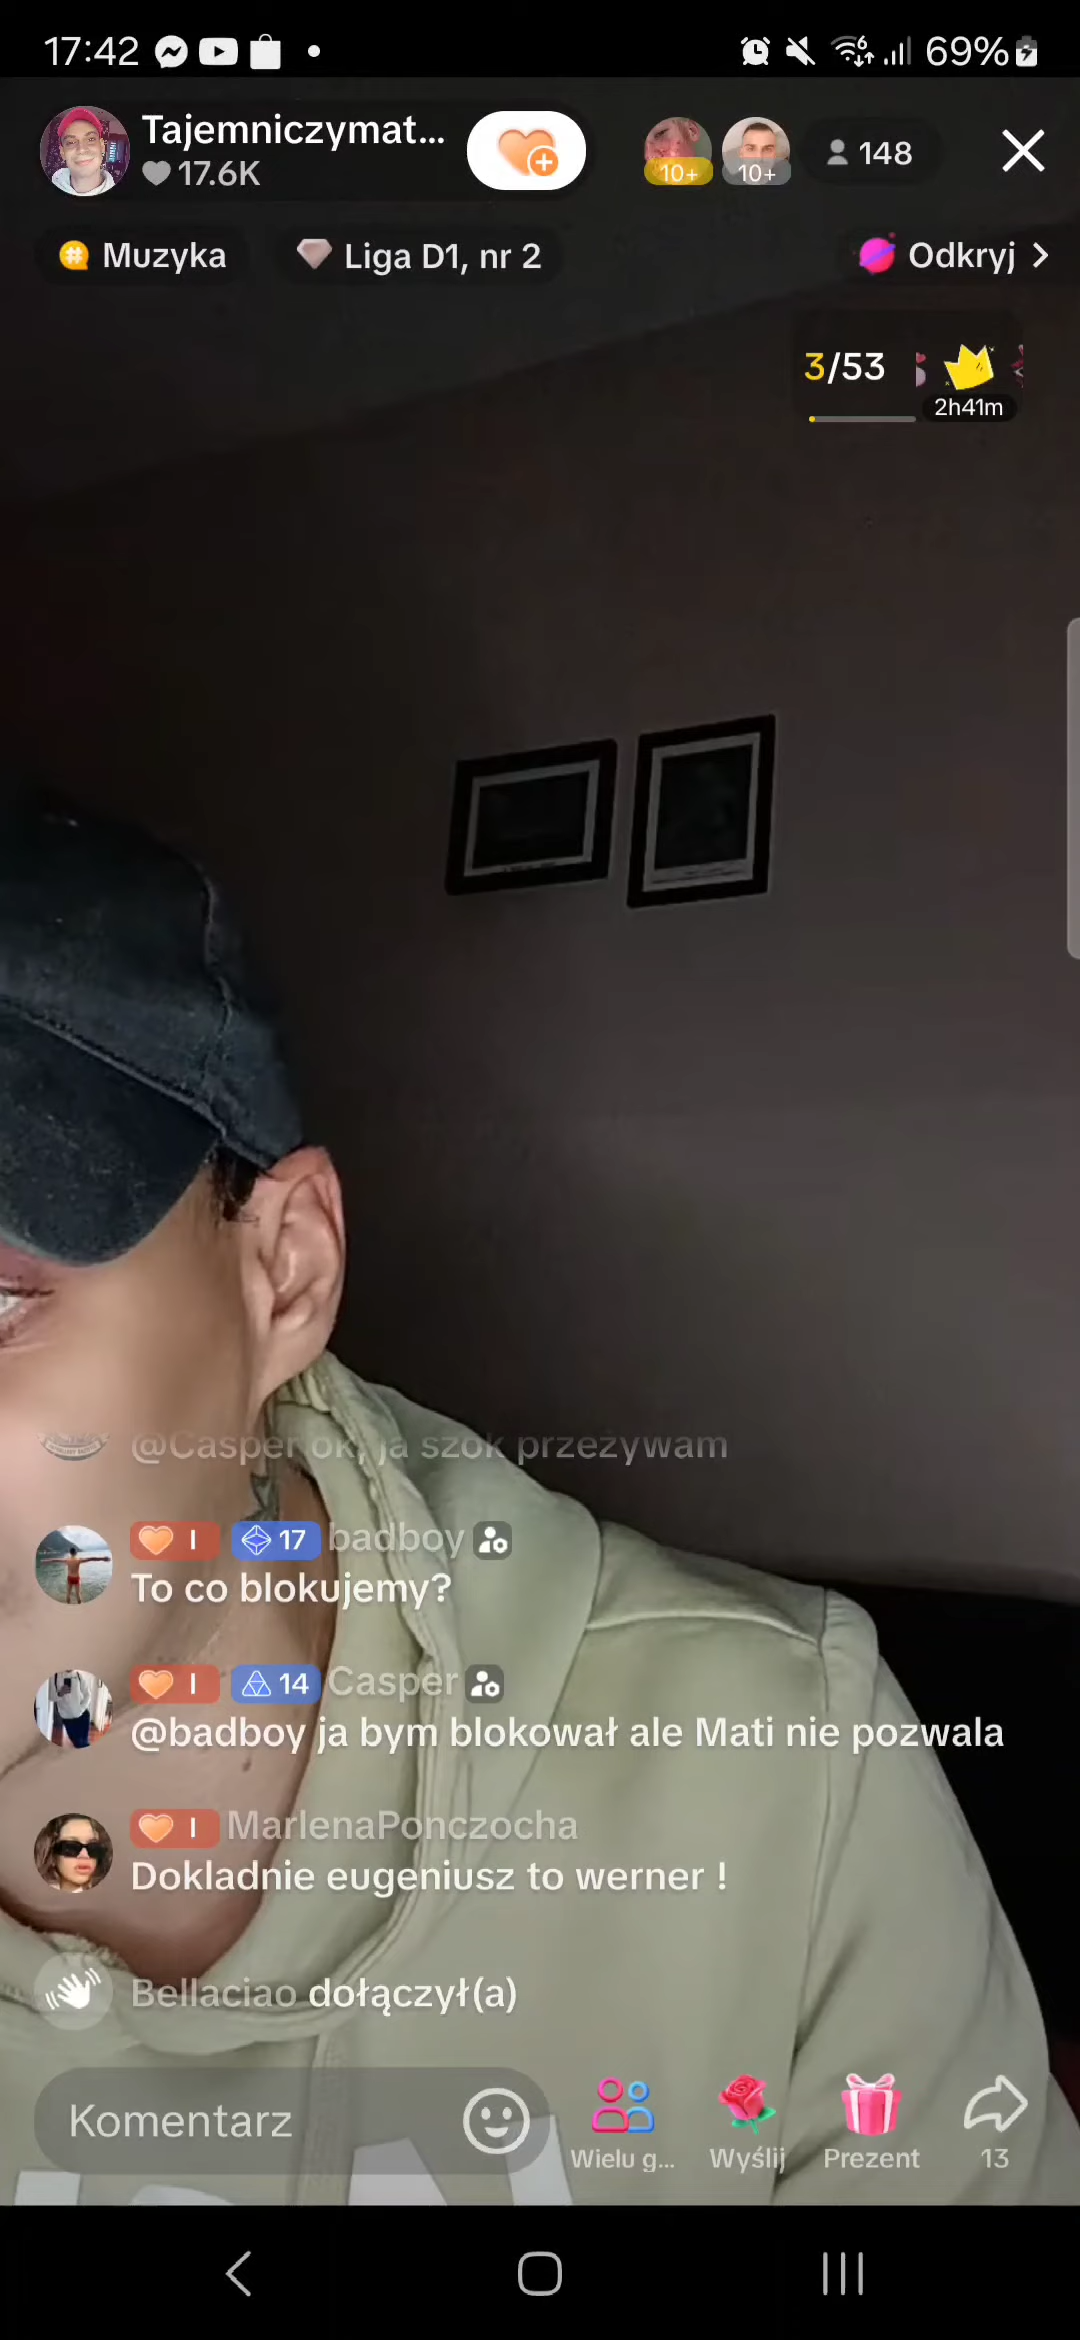 17:42
69%
Tajemniczymat...
17.6K
10+
10+
148
Muzyka
Liga D1, nr 2
Odkryj
3/53
2h41m
@Casper ok, ja szok przeżywam
I 17 badboy
To co blokujemy?
I 14 Casper
@badboy ja bym blokował ale Mati nie pozwala
I MarlenaPonczocha
Dokladnie eugeniusz to werner !
Bellaciao dołączył(a)
Komentarz
Wielu g...
Wyślij
Prezent
13